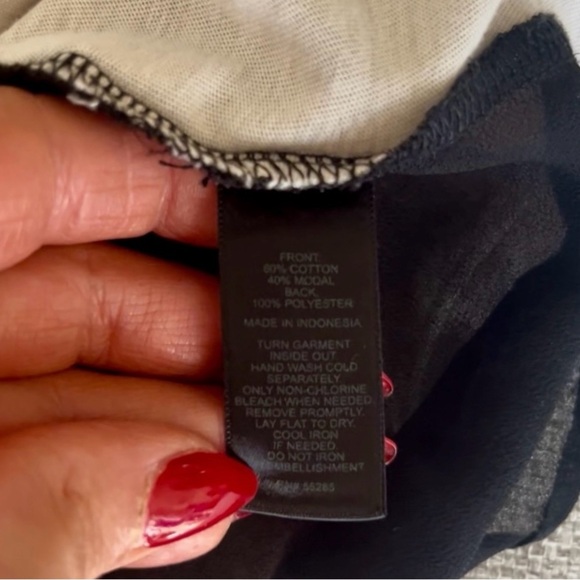 FRONT:
60% COTTON
40% MODAL
BACK:
100% POLYESTER
MADE IN INDONESIA
TURN GARMENT
INSIDE OUT.
HAND WASH COLD
SEPARATELY.
ONLY NON-CHLORINE
BLEACH WHEN NEEDED.
REMOVE PROMPTLY.
LAY FLAT TO DRY.
COOL IRON
IF NEEDED.
DO NOT IRON
EMBELLISHMENT
55285